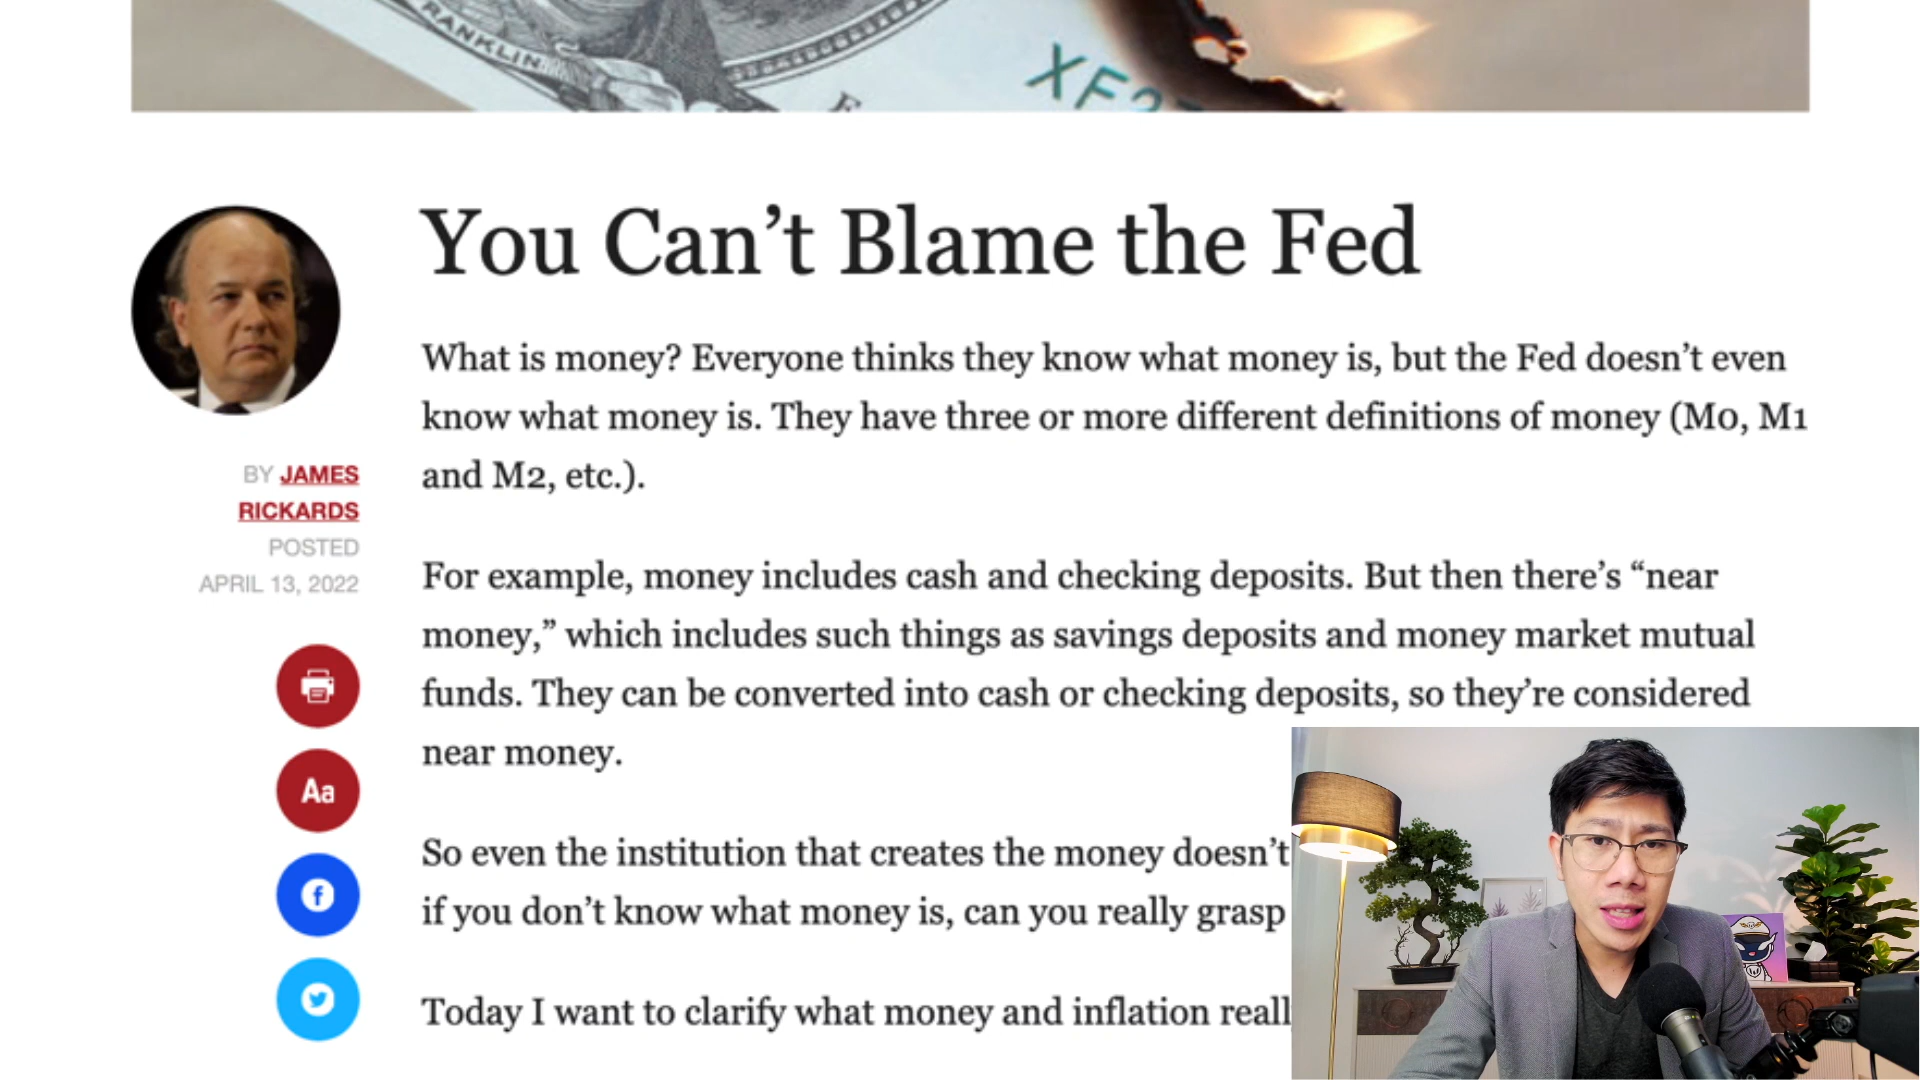 FRANKLIN
XF
You Can’t Blame the Fed
What is money? Everyone thinks they know what money is, but the Fed doesn’t even
know what money is. They have three or more different definitions of money (M0, M1
and M2, etc.).
BY JAMES
RICKARDS
POSTED
APRIL 13, 2022
For example, money includes cash and checking deposits. But then there’s “near
money,” which includes such things as savings deposits and money market mutual
funds. They can be converted into cash or checking deposits, so they’re considered
near money.
Aa
So even the institution that creates the money doesn’t
if you don’t know what money is, can you really grasp
Today I want to clarify what money and inflation reall